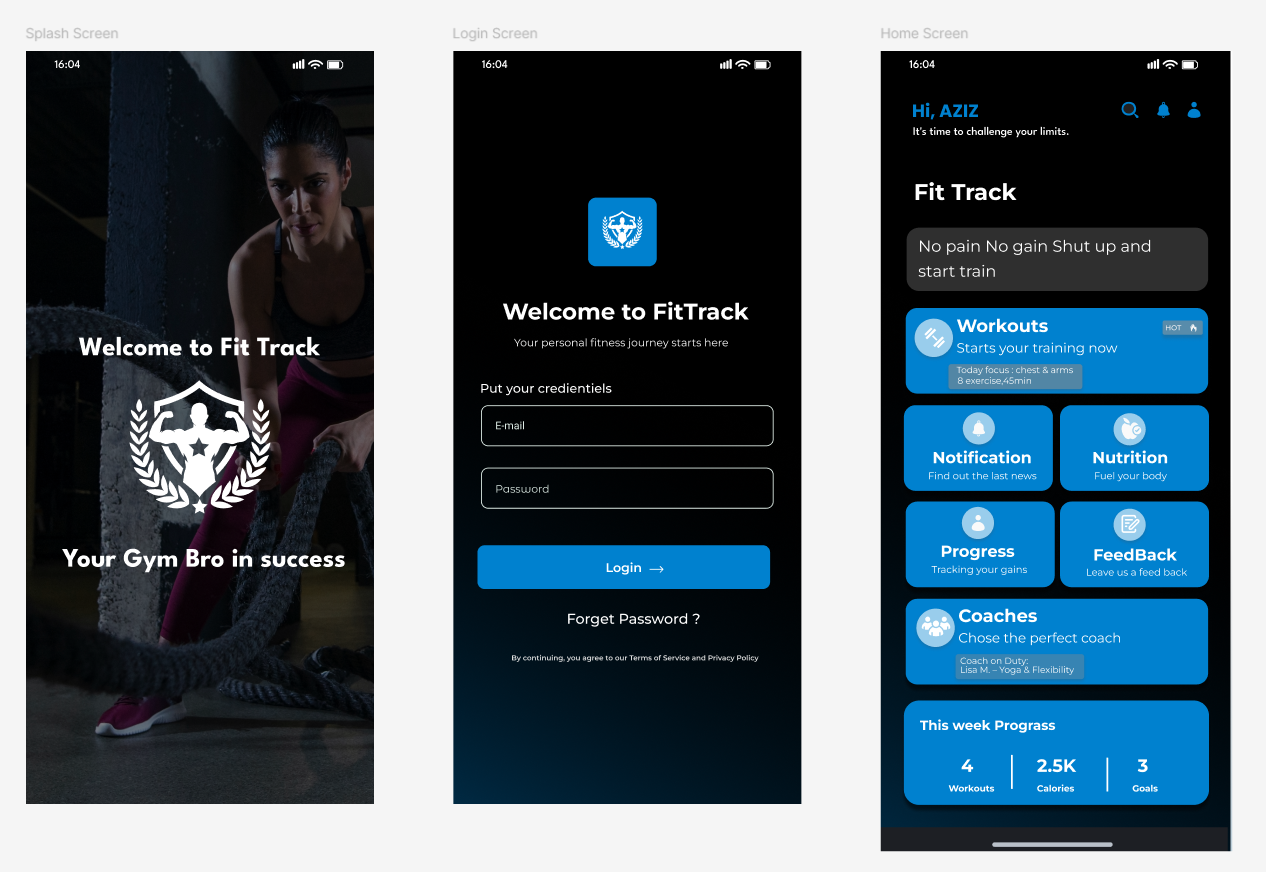 Splash Screen
16:04
Welcome to Fit Track
Your Gym Bro in success
Login Screen
16:04
Welcome to FitTrack
Your personal fitness journey starts here
Put your credientiels
E-mail
Password
Login →
Forget Password ?
By continuing, you agree to our Terms of Service and Privacy Policy
Home Screen
16:04
Hi, AZIZ
It's time to challenge your limits.
Fit Track
No pain No gain Shut up and
start train
Workouts
HOT
Starts your training now
Today focus : chest & arms
8 exercise,45min
Notification
Find out the last news
Nutrition
Fuel your body
Progress
Tracking your gains
FeedBack
Leave us a feed back
Coaches
Chose the perfect coach
Coach on Duty:
Lisa M. – Yoga & Flexibility
This week Prograss
4
Workouts
2.5K
Calories
3
Goals